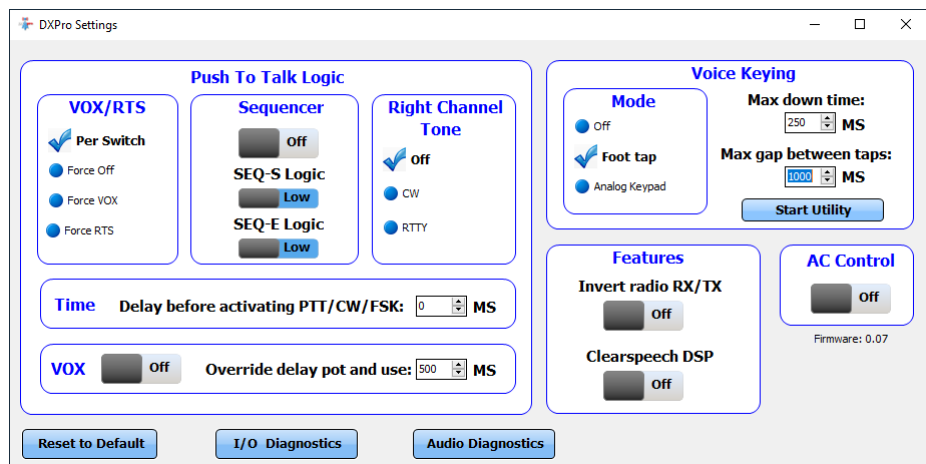 DXPro Settings
Push To Talk Logic
VOX/RTS
Per Switch
Force Off
Force VOX
Force RTS
Sequencer
Off
SEQ-S Logic
Low
SEQ-E Logic
Low
Right Channel
Tone
Off
CW
RTTY
Time Delay before activating PTT/CW/FSK: 0 MS
VOX Off Override delay pot and use: 500 MS
Voice Keying
Mode
Off
Foot tap
Analog Keypad
Max down time:
250 MS
Max gap between taps:
1000 MS
Start Utility
Features
Invert radio RX/TX
Off
Clearspeech DSP
Off
AC Control
Off
Firmware: 0.07
Reset to Default I/O Diagnostics Audio Diagnostics